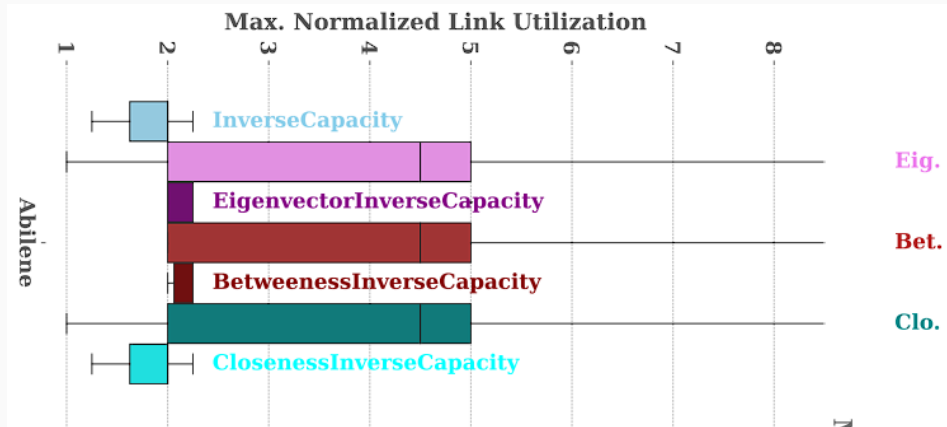 Max. Normalized Link Utilization
1 2 3 4 5 6 7 8
InverseCapacity
Eig.
EigenvectorInverseCapacity
Abilene
Bet.
BetweenessInverseCapacity
Clo.
ClosenessInverseCapacity